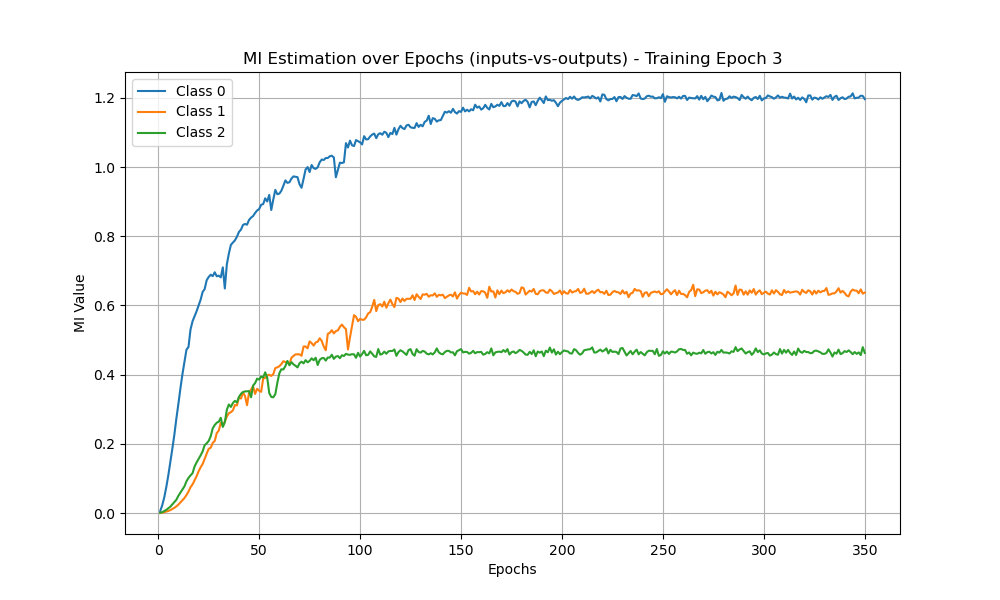 MI Estimation over Epochs (inputs-vs-outputs) - Training Epoch 3
Class 0
Class 1
Class 2
MI Value
1.2
1.0
0.8
0.6
0.4
0.2
0.0
0 50 100 150 200 250 300 350
Epochs